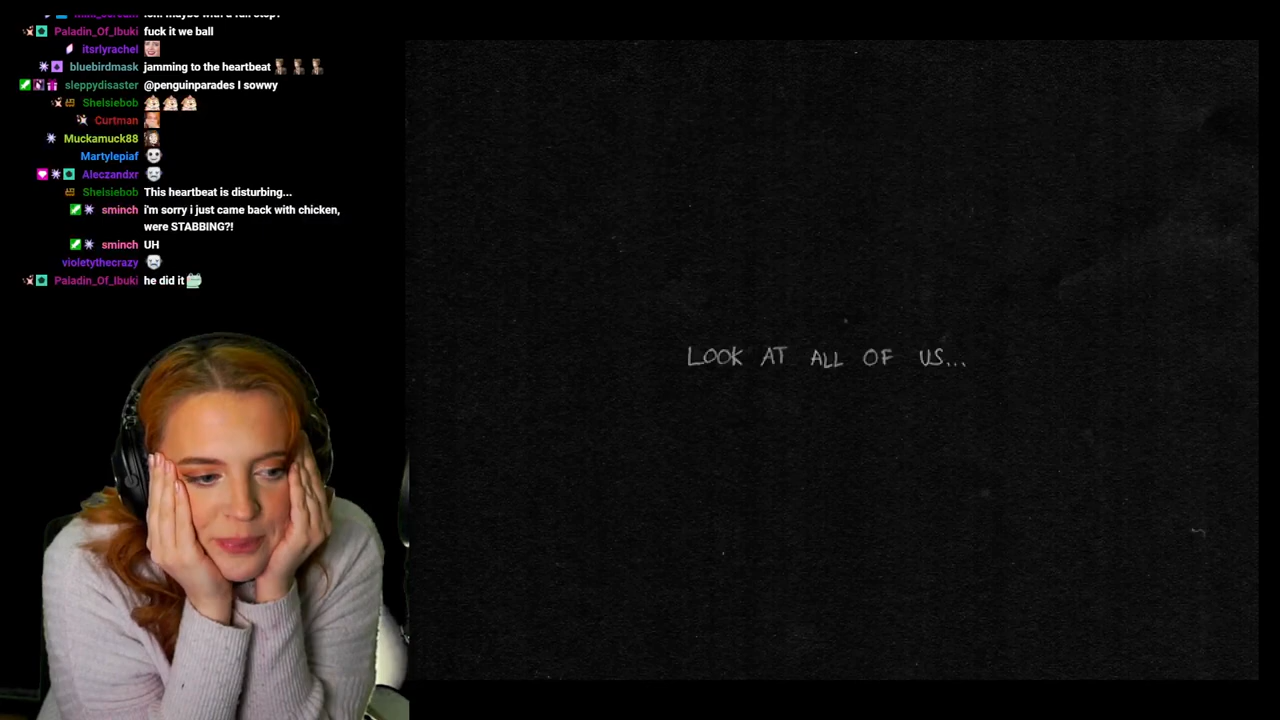 Paladin_Of_Ibuki fuck it we ball
itsrlyrachel
bluebirdmask jamming to the heartbeat
sleppydisaster @penguinparades I sowwy
Shelsiebob
Curtman
Muckamuck88
Martylepiaf
Aleczandxr
Shelsiebob This heartbeat is disturbing...
sminch i'm sorry i just came back with chicken,
were STABBING?!
sminch UH
violetythecrazy
Paladin_Of_Ibuki he did it
LOOK AT ALL OF US...